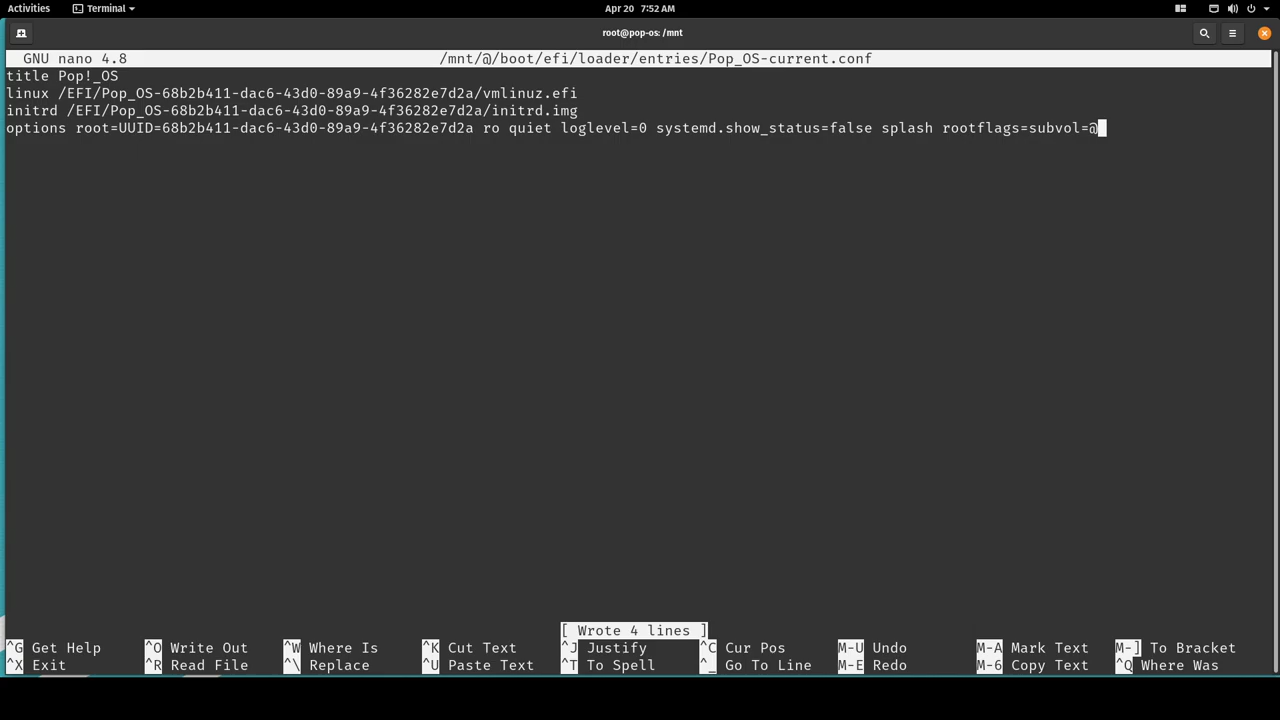 Activities Terminal Apr 20 7:52 AM
root@pop-os: /mnt
GNU nano 4.8 /mnt/@/boot/efi/loader/entries/Pop_OS-current.conf
title Pop!_OS
linux /EFI/Pop_OS-68b2b411-dac6-43d0-89a9-4f36282e7d2a/vmlinuz.efi
initrd /EFI/Pop_OS-68b2b411-dac6-43d0-89a9-4f36282e7d2a/initrd.img
options root=UUID=68b2b411-dac6-43d0-89a9-4f36282e7d2a ro quiet loglevel=0 systemd.show_status=false splash rootflags=subvol=@
[ Wrote 4 lines ]
^G Get Help ^O Write Out ^W Where Is ^K Cut Text ^J Justify ^C Cur Pos M-U Undo M-A Mark Text M-] To Bracket
^X Exit ^R Read File ^\ Replace ^U Paste Text ^T To Spell ^_ Go To Line M-E Redo M-6 Copy Text ^Q Where Was